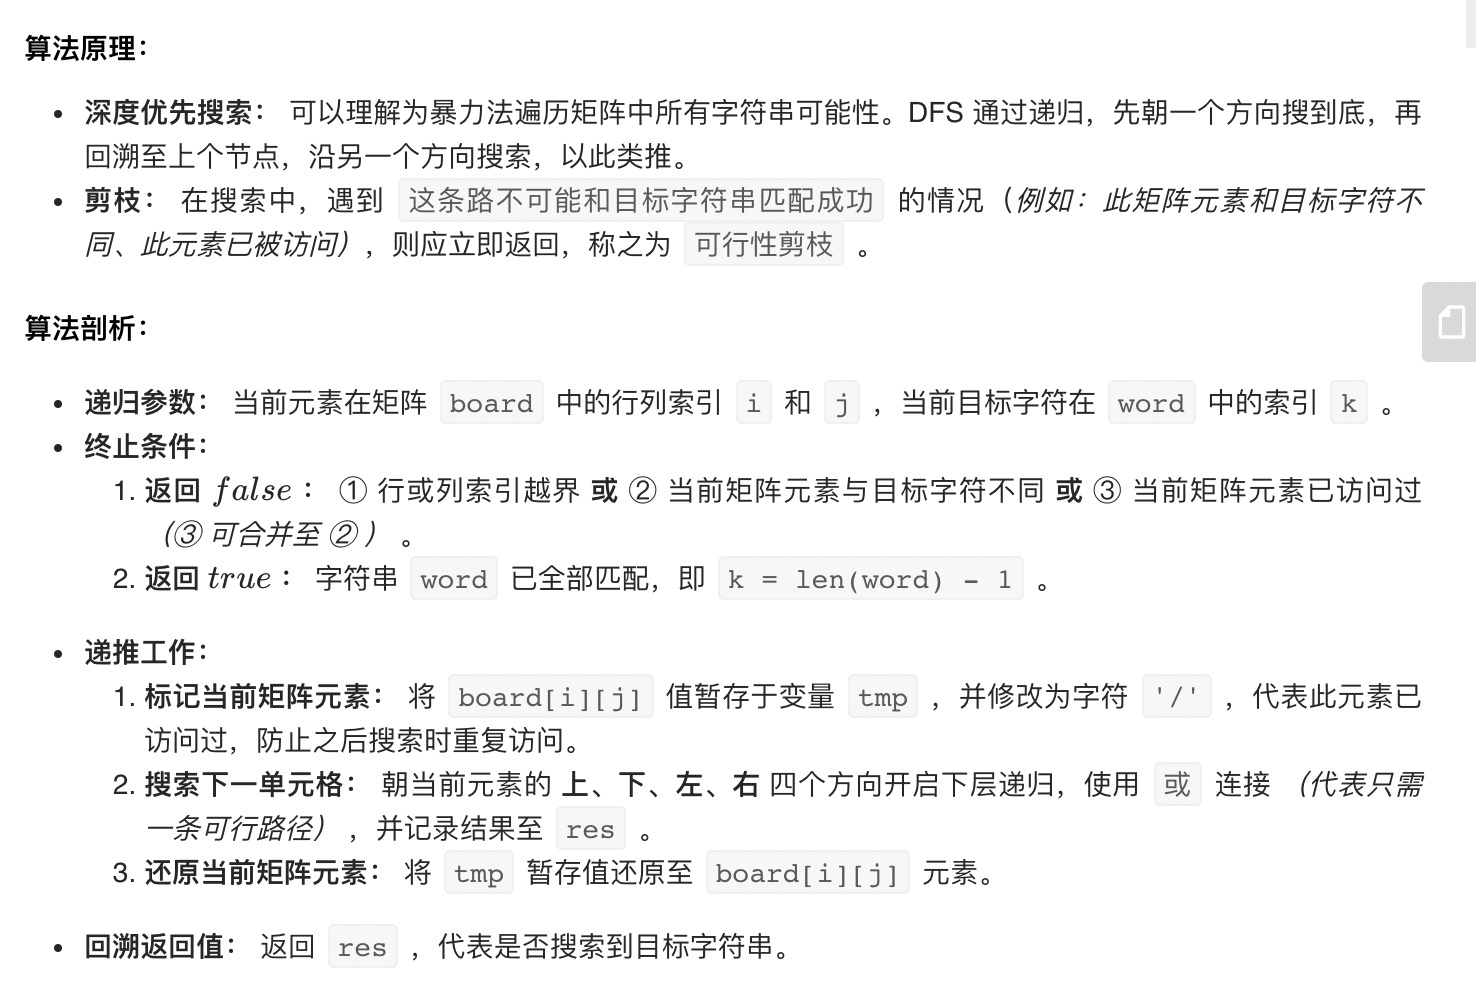 算法原理：
• 深度优先搜索： 可以理解为暴力法遍历矩阵中所有字符串可能性。DFS 通过递归，先朝一个方向搜到底，再
回溯至上个节点，沿另一个方向搜索，以此类推。
• 剪枝： 在搜索中，遇到 这条路不可能和目标字符串匹配成功 的情况（例如：此矩阵元素和目标字符不
同、此元素已被访问），则应立即返回，称之为 可行性剪枝 。
算法剖析：
• 递归参数： 当前元素在矩阵 board 中的行列索引 i 和 j ，当前目标字符在 word 中的索引 k 。
• 终止条件：
1. 返回 false： ① 行或列索引越界 或 ② 当前矩阵元素与目标字符不同 或 ③ 当前矩阵元素已访问过
（③ 可合并至 ② ） 。
2. 返回 true： 字符串 word 已全部匹配，即 k = len(word) - 1 。
• 递推工作：
1. 标记当前矩阵元素： 将 board[i][j] 值暂存于变量 tmp ，并修改为字符 '/' ，代表此元素已
访问过，防止之后搜索时重复访问。
2. 搜索下一单元格： 朝当前元素的 上、下、左、右 四个方向开启下层递归，使用 或 连接 （代表只需
一条可行路径） ，并记录结果至 res 。
3. 还原当前矩阵元素： 将 tmp 暂存值还原至 board[i][j] 元素。
• 回溯返回值： 返回 res ，代表是否搜索到目标字符串。